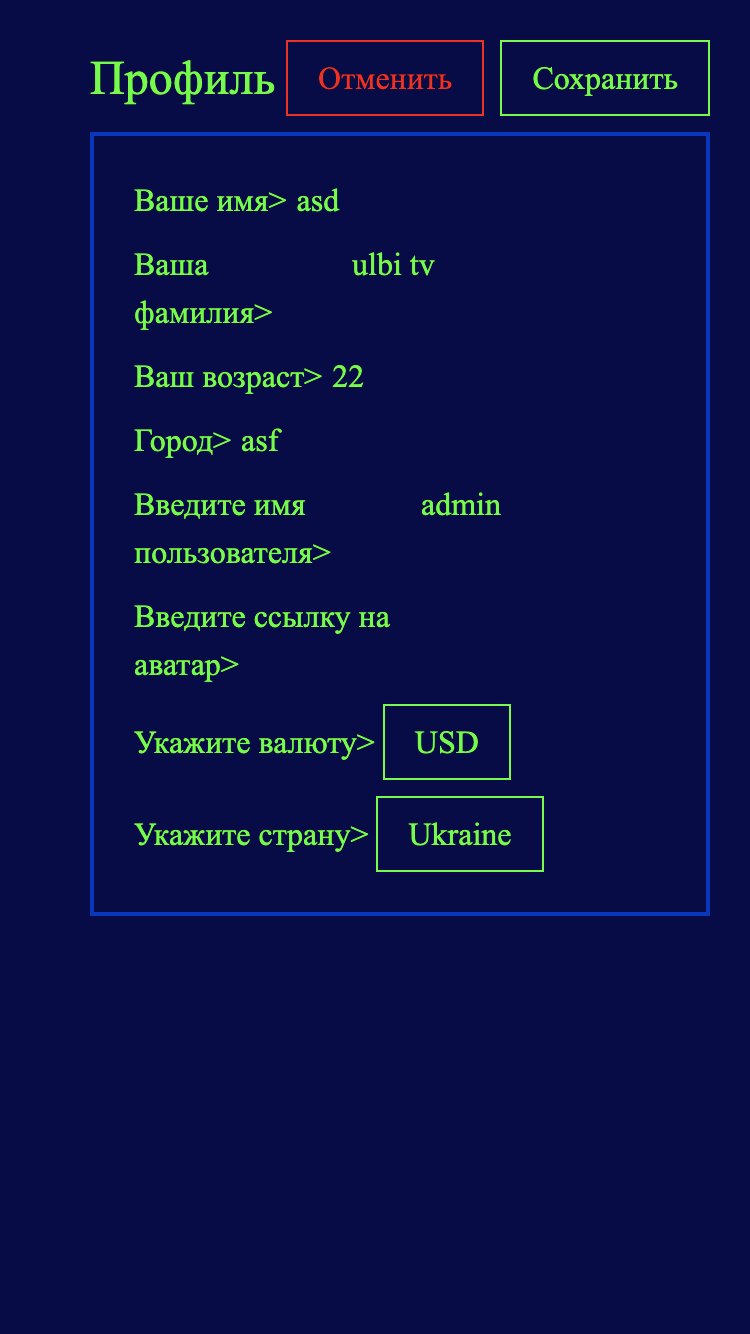 Профиль Отменить Сохранить
Ваше имя> asd
Ваша ulbi tv
фамилия>
Ваш возраст> 22
Город> asf
Введите имя admin
пользователя>
Введите ссылку на
аватар>
Укажите валюту> USD
Укажите страну> Ukraine